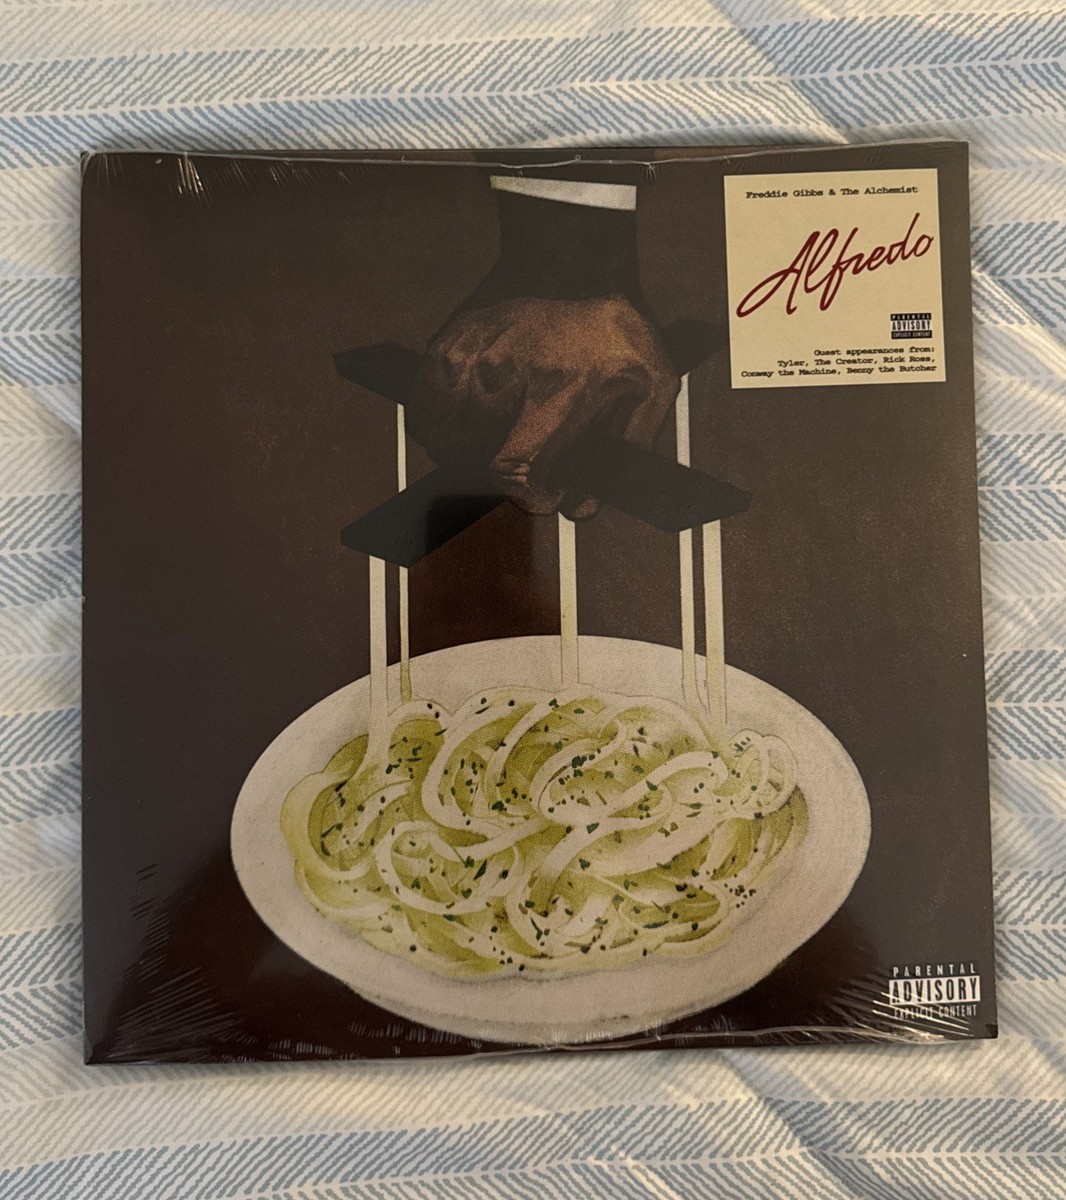 Freddie Gibbs & The Alchemist
Alfredo
PARENTAL
ADVISORY
EXPLICIT CONTENT
Guest appearances from:
Tyler, The Creator, Rick Ross,
Conway the Machine, Benny the Butcher
PARENTAL
ADVISORY
EXPLICIT CONTENT